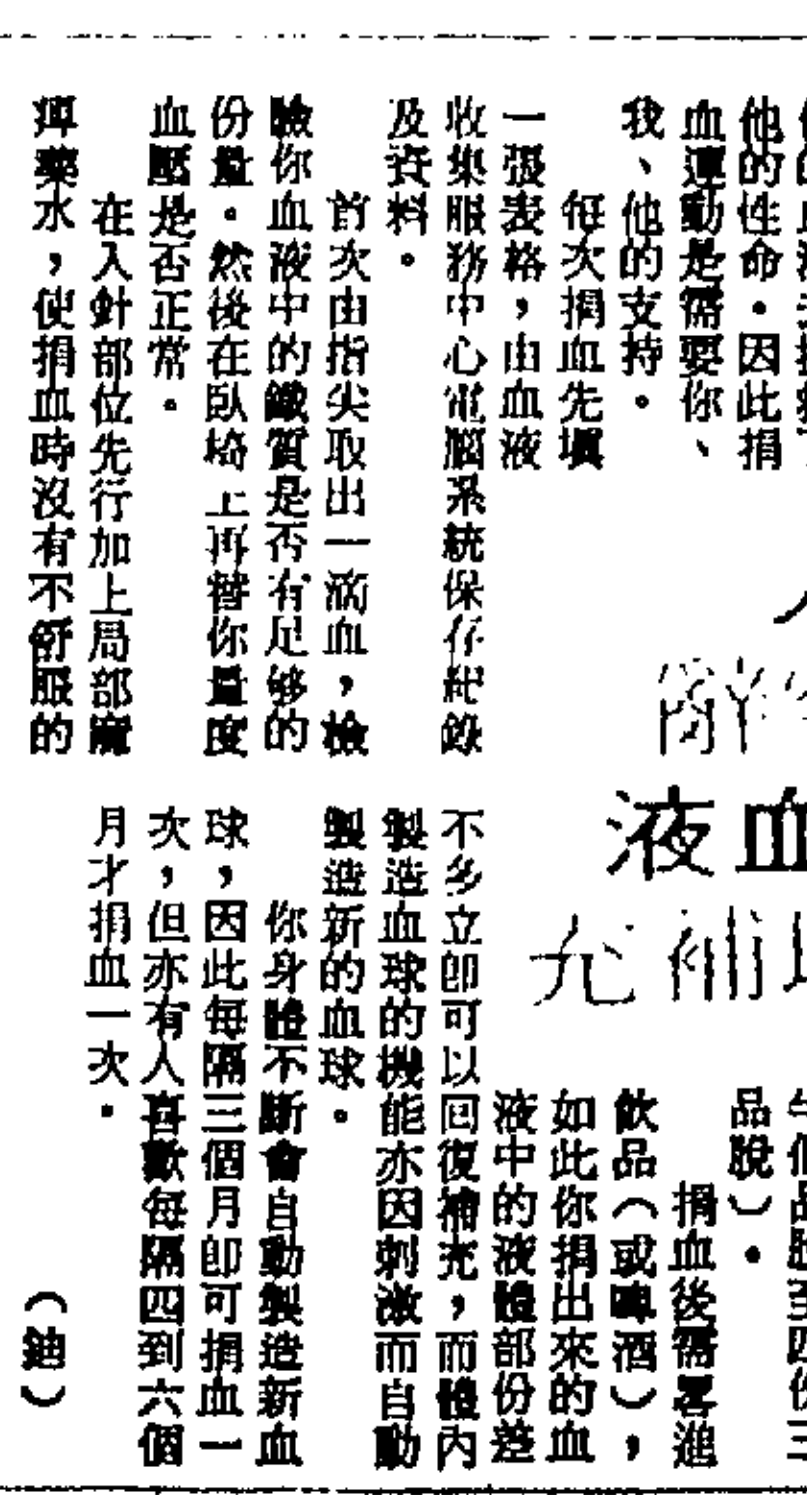 他的性命。因此捐
血運動是需要你、
我、他的支持。
每次捐血先填
一張表格，由血液
收集服務中心電腦系統保存紀錄
及資料。
首次由指尖取出一滴血，檢
驗你血液中的鐵質是否有足够的
份量。然後在臥椅上再替你量度
血壓是否正常。
在入針部位先行加上局部痲
痺藥水，使捐血時沒有不舒服的
液血
充補
品脫）。
捐血後需畧進
飲品（或啤酒），
如此你捐出來的血
液中的液體部份差
不多立即可以回復補充，而體內
製造血球的機能亦因刺激而自動
製造新的血球。
你身體不斷會自動製造新血
球，因此每隔三個月即可捐血一
次，但亦有人喜歡每隔四到六個
月才捐血一次。
（鈾）